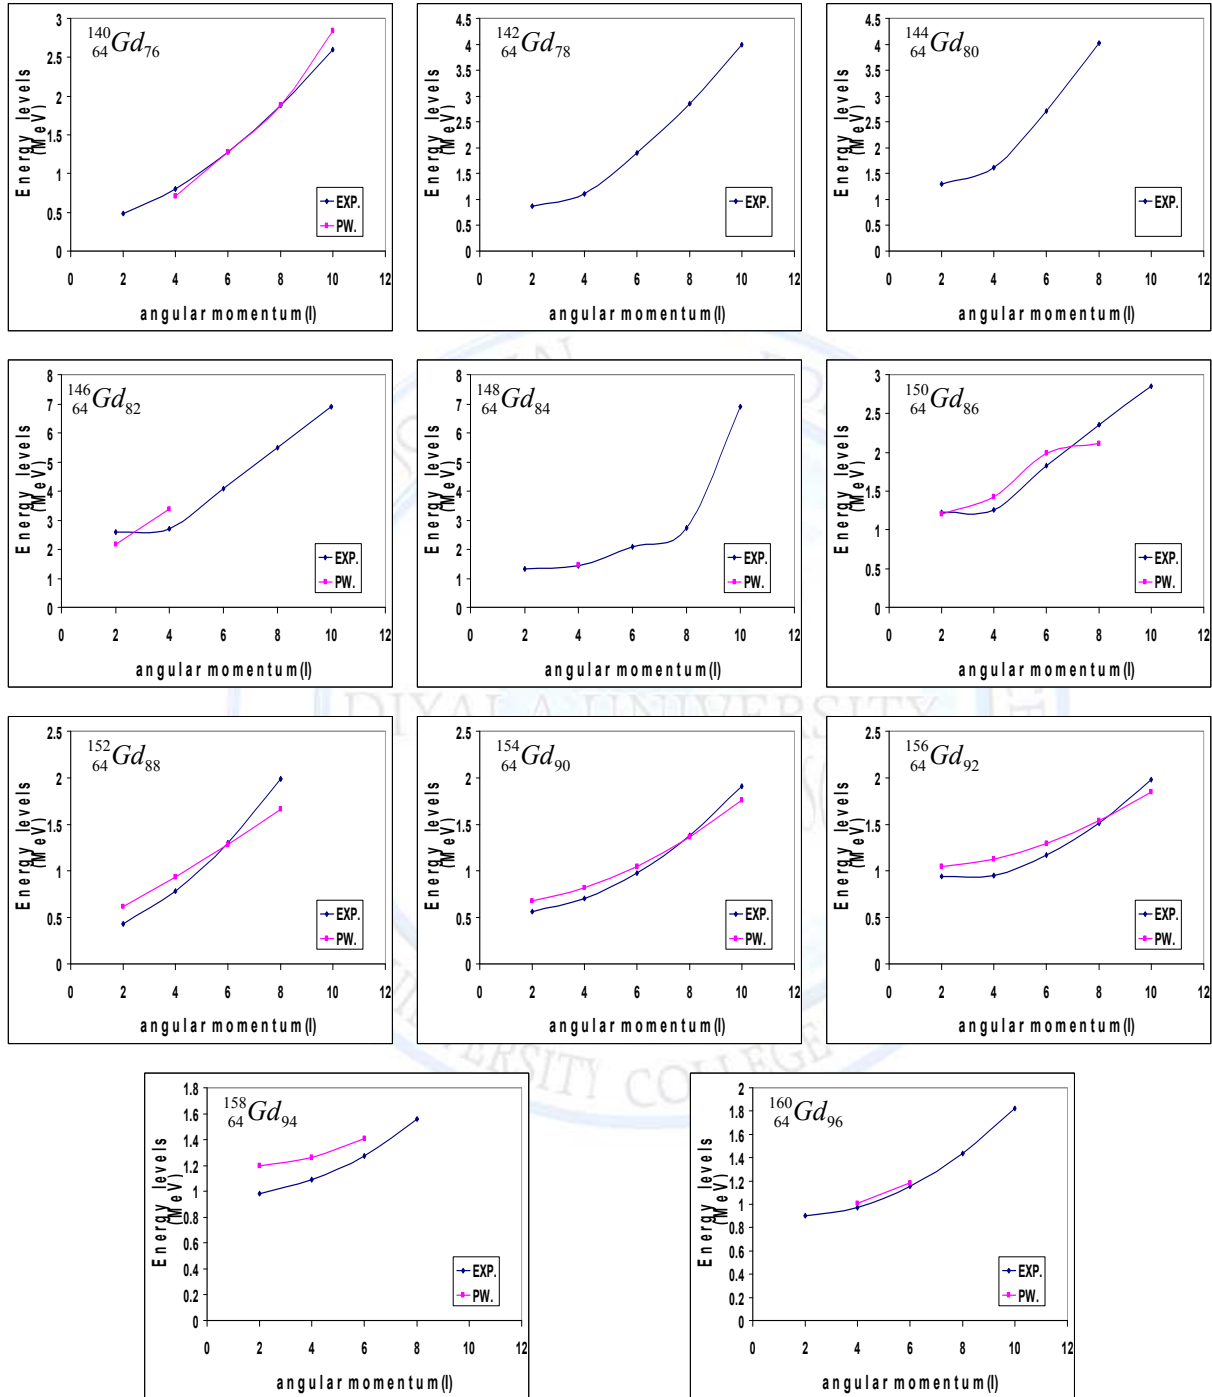 140 64 Gd 76
3
2.5
2
1.5
1
0.5
0
0 2 4 6 8 10 12
Energy levels (MeV)
angular momentum(I)
EXP.
PW.
142 64 Gd 78
4.5
4
3.5
3
2.5
2
1.5
1
0.5
0
0 2 4 6 8 10 12
Energy levels (MeV)
angular momentum(I)
EXP.
144 64 Gd 80
4.5
4
3.5
3
2.5
2
1.5
1
0.5
0
0 2 4 6 8 10 12
Energy levels (MeV)
angular momentum(I)
EXP.
146 64 Gd 82
8
7
6
5
4
3
2
1
0
0 2 4 6 8 10 12
Energy levels (MeV)
angular momentum(I)
EXP.
PW.
148 64 Gd 84
8
7
6
5
4
3
2
1
0
0 2 4 6 8 10 12
Energy levels (MeV)
angular momentum(I)
EXP.
PW.
150 64 Gd 86
3
2.5
2
1.5
1
0.5
0
0 2 4 6 8 10 12
Energy levels (MeV)
angular momentum(I)
EXP.
PW.
DIYALA UNIVERSITY
152 64 Gd 88
2.5
2
1.5
1
0.5
0
0 2 4 6 8 10 12
Energy levels (MeV)
angular momentum(I)
EXP.
PW.
154 64 Gd 90
2.5
2
1.5
1
0.5
0
0 2 4 6 8 10 12
Energy levels (MeV)
angular momentum(I)
EXP.
PW.
156 64 Gd 92
2.5
2
1.5
1
0.5
0
0 2 4 6 8 10 12
Energy levels (MeV)
angular momentum(I)
EXP.
PW.
COLLEGE
158 64 Gd 94
1.8
1.6
1.4
1.2
1
0.8
0.6
0.4
0.2
0
0 2 4 6 8 10 12
Energy levels (MeV)
angular momentum(I)
EXP.
PW.
160 64 Gd 96
2
1.8
1.6
1.4
1.2
1
0.8
0.6
0.4
0.2
0
0 2 4 6 8 10 12
Energy levels (MeV)
angular momentum(I)
EXP.
PW.